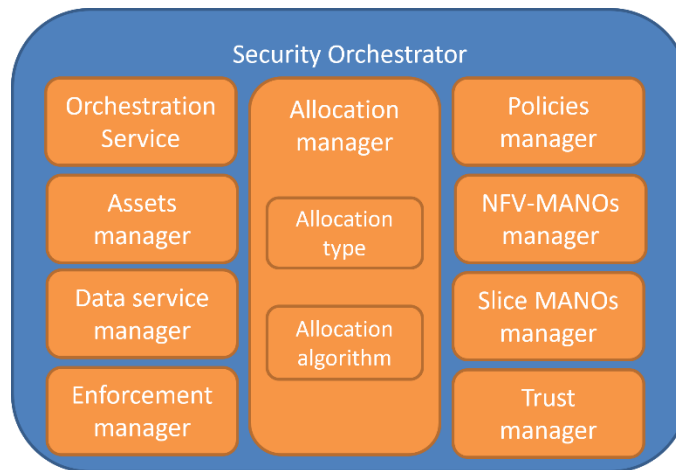 Security Orchestrator
Orchestration
Service
Assets
manager
Data service
manager
Enforcement
manager
Allocation
manager
Allocation
type
Allocation
algorithm
Policies
manager
NFV-MANOs
manager
Slice MANOs
manager
Trust
manager